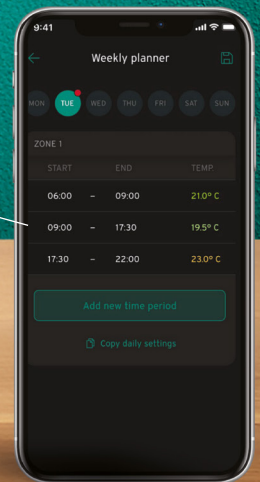 9:41
Weekly planner
MON TUE WED THU FRI SAT SUN
ZONE 1
START END TEMP
06:00 – 09:00 21.0° C
09:00 – 17:30 19.5° C
17:30 – 22:00 23.0° C
Add new time period
Copy daily settings